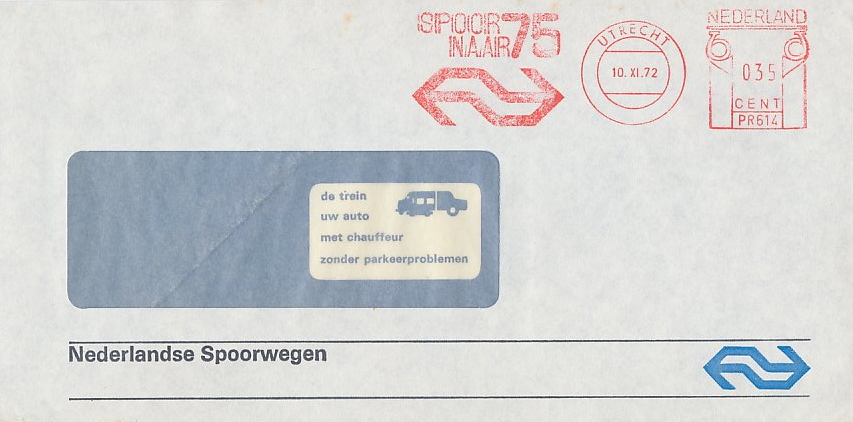 SPOOR
NAAR 75
UTRECHT
10. XI. 72
NEDERLAND
035
CENT
PR614
de trein
uw auto
met chauffeur
zonder parkeerproblemen
Nederlandse Spoorwegen